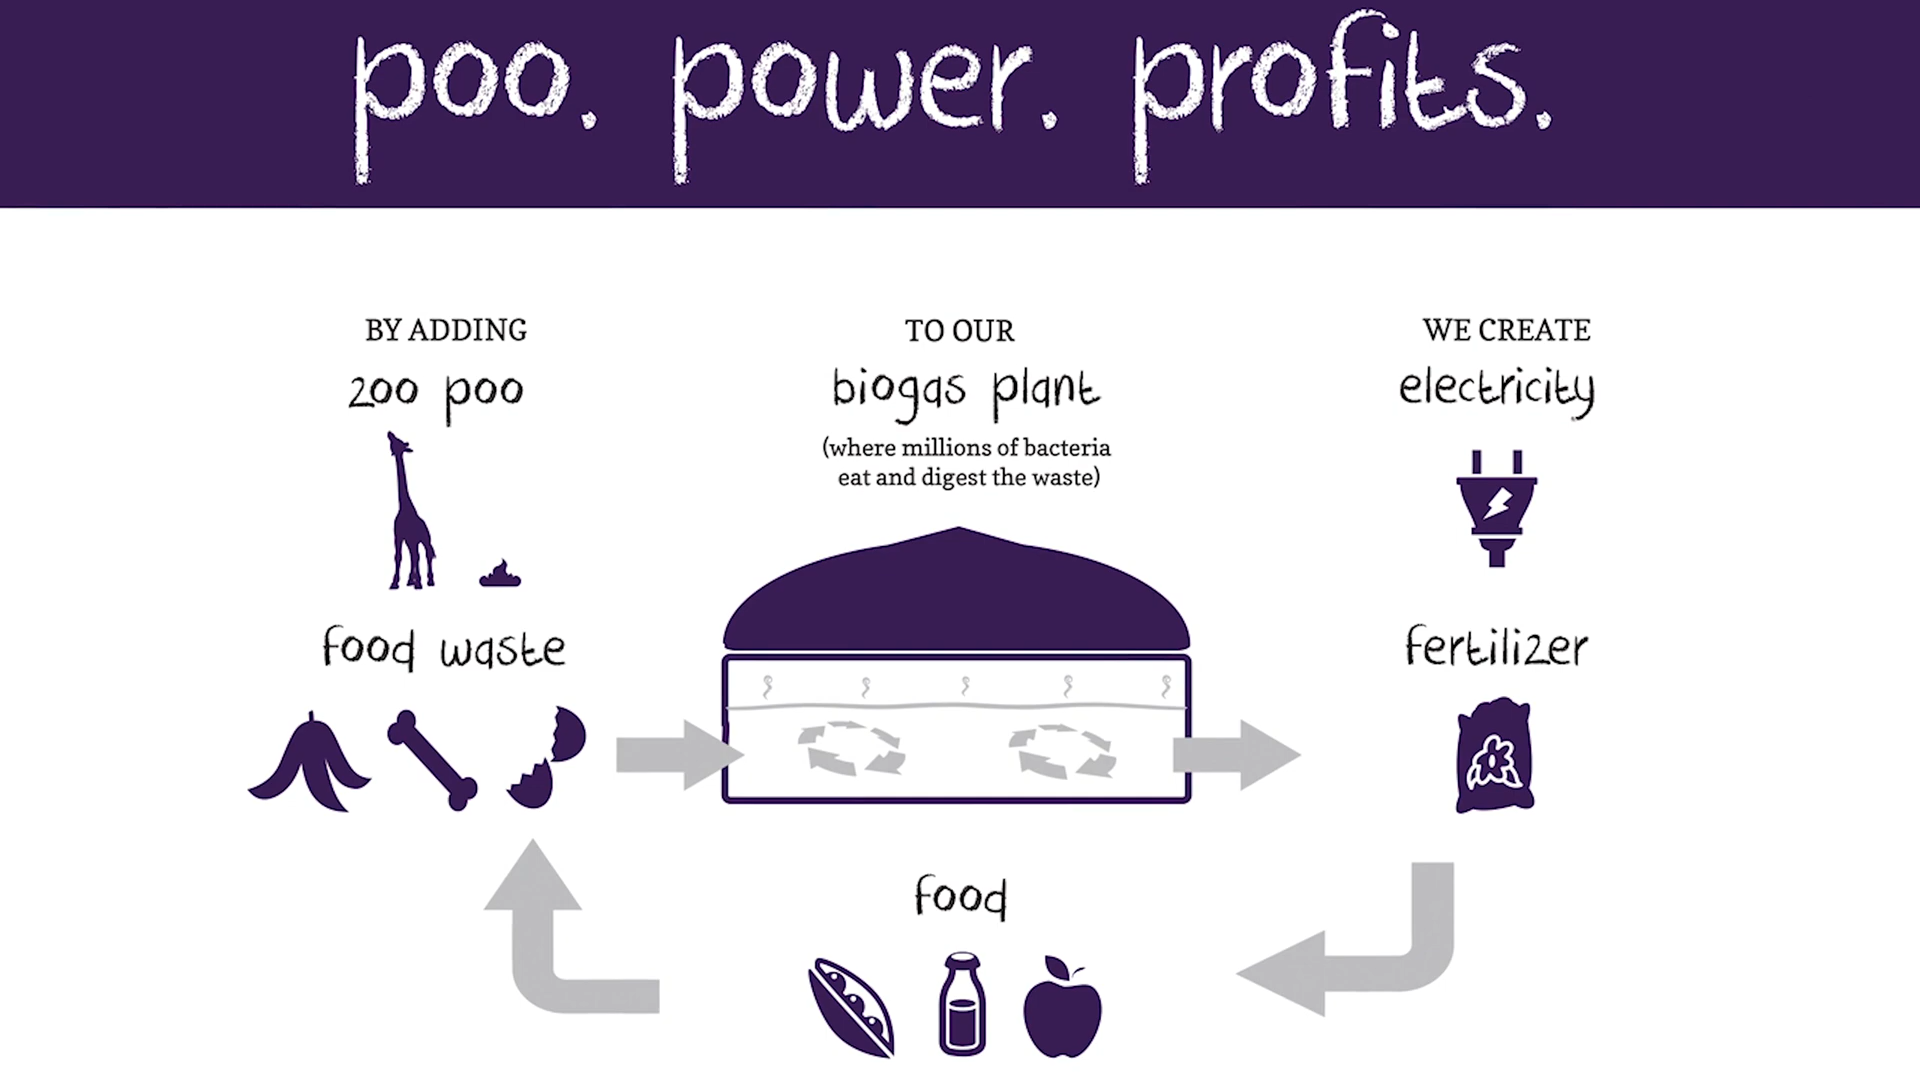 poo. power. profits.
BY ADDING
zoo poo
food waste
TO OUR
biogas plant
(where millions of bacteria
eat and digest the waste)
WE CREATE
electricity
fertilizer
food